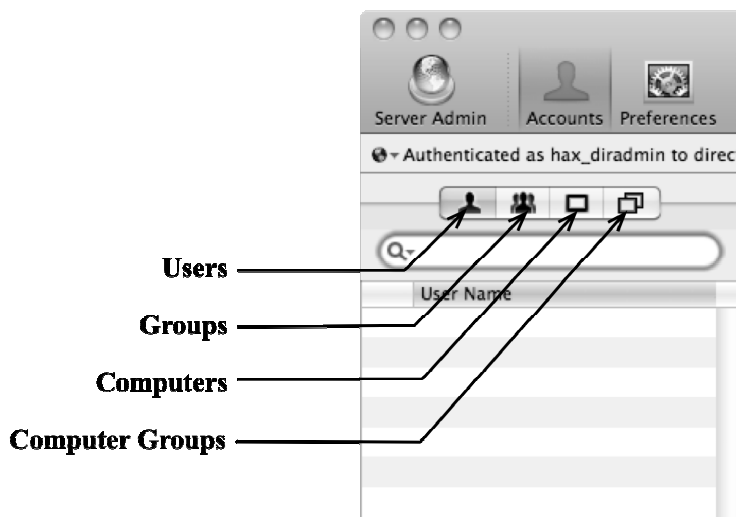 Server Admin
Accounts
Preferences
Authenticated as hax_diradmin to direc
Users
User Name
Groups
Computers
Computer Groups